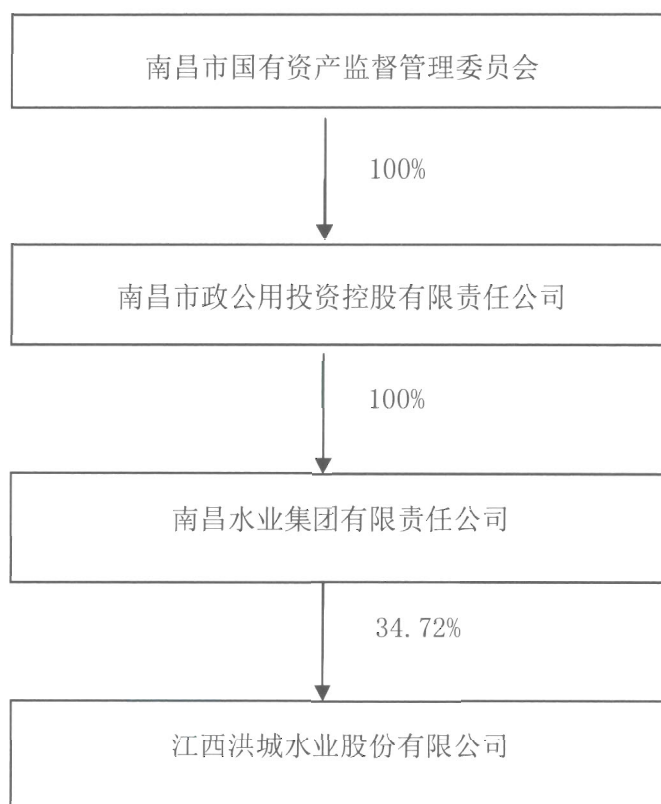 南昌市国有资产监督管理委员会
100%
南昌市政公用投资控股有限责任公司
100%
南昌水业集团有限责任公司
34.72%
江西洪城水业股份有限公司